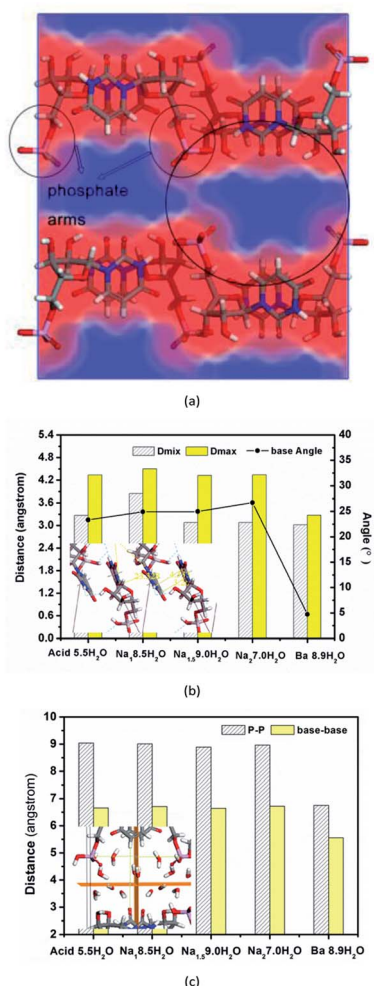 phosphate
arms
(a)
Dmix Dmax base Angle
Distance (angstrom)
5.4
4.8
4.2
3.6
3.0
2.4
1.8
1.2
0.6
0.0
40
35
30
25
20
15
10
5
0
Angle(°)
Acid 5.5H₂O Na₁8.5H₂O Na₁.₅9.0H₂O Na₂7.0H₂O Ba 8.9H₂O
(b)
P-P base-base
Distance (angstrom)
10
9
8
7
6
5
4
3
2
Acid 5.5H₂O Na₁8.5H₂O Na₁.₅9.0H₂O Na₂7.0H₂O Ba 8.9H₂O
(c)